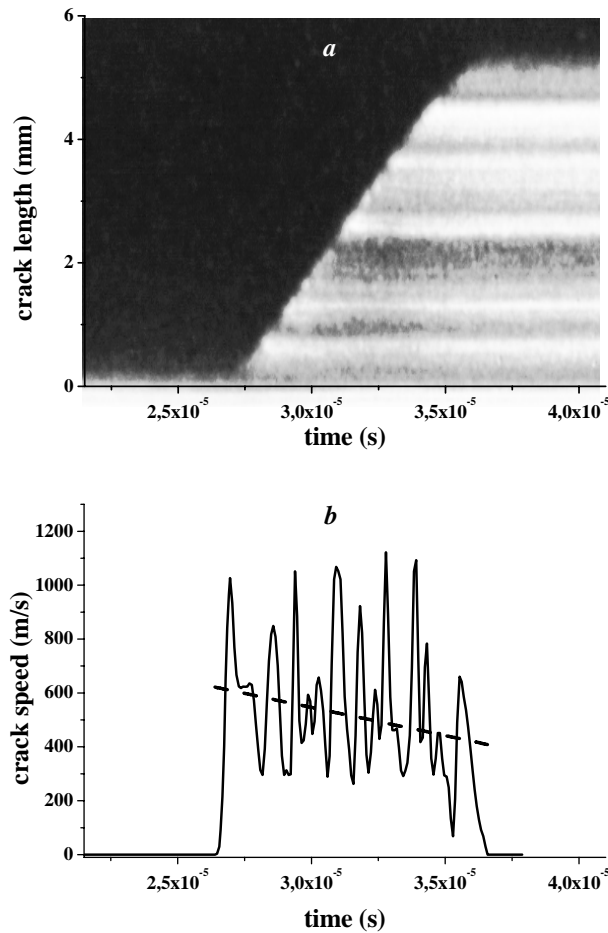 a
6
4
2
0
crack length (mm)
2,5x10⁻⁵ 3,0x10⁻⁵ 3,5x10⁻⁵ 4,0x10⁻⁵
time (s)
b
1200
1000
800
600
400
200
0
crack speed (m/s)
2,5x10⁻⁵ 3,0x10⁻⁵ 3,5x10⁻⁵ 4,0x10⁻⁵
time (s)